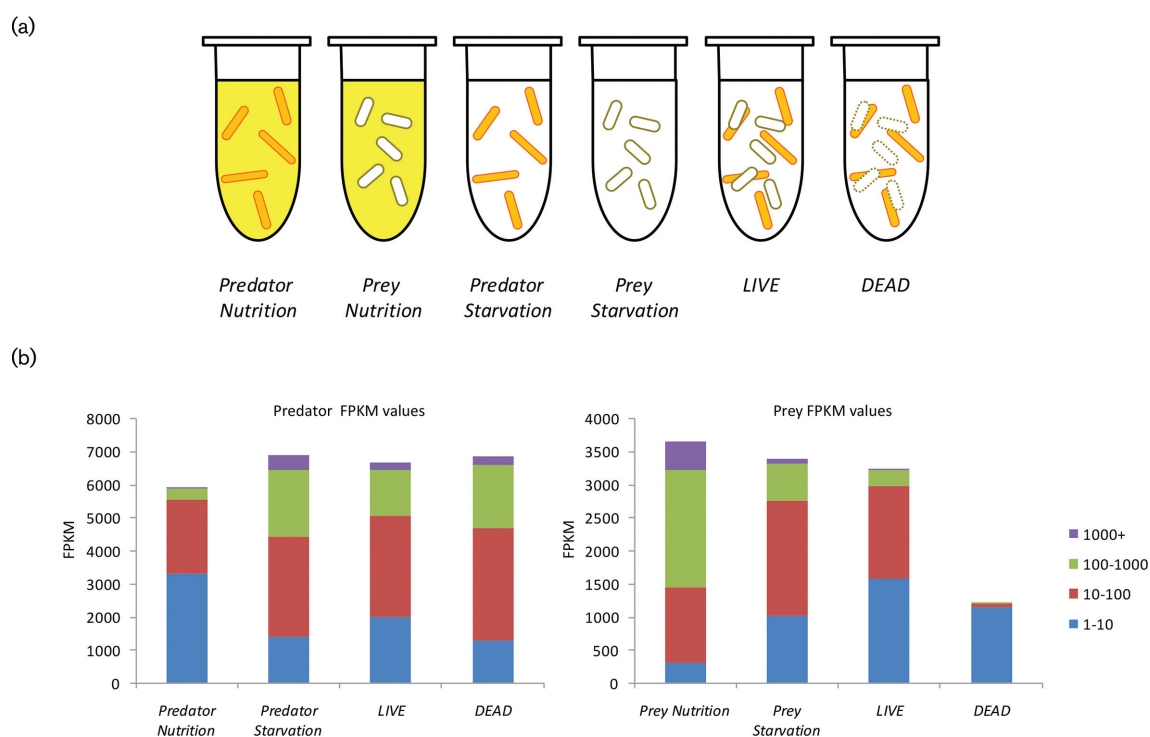 (a)
Predator
Nutrition
Prey
Nutrition
Predator
Starvation
Prey
Starvation
LIVE
DEAD
(b)
Predator FPKM values
FPKM
8000
7000
6000
5000
4000
3000
2000
1000
0
Predator
Nutrition
Predator
Starvation
LIVE
DEAD
Prey FPKM values
FPKM
4000
3500
3000
2500
2000
1500
1000
500
0
Prey Nutrition
Prey
Starvation
LIVE
DEAD
1000+
100-1000
10-100
1-10